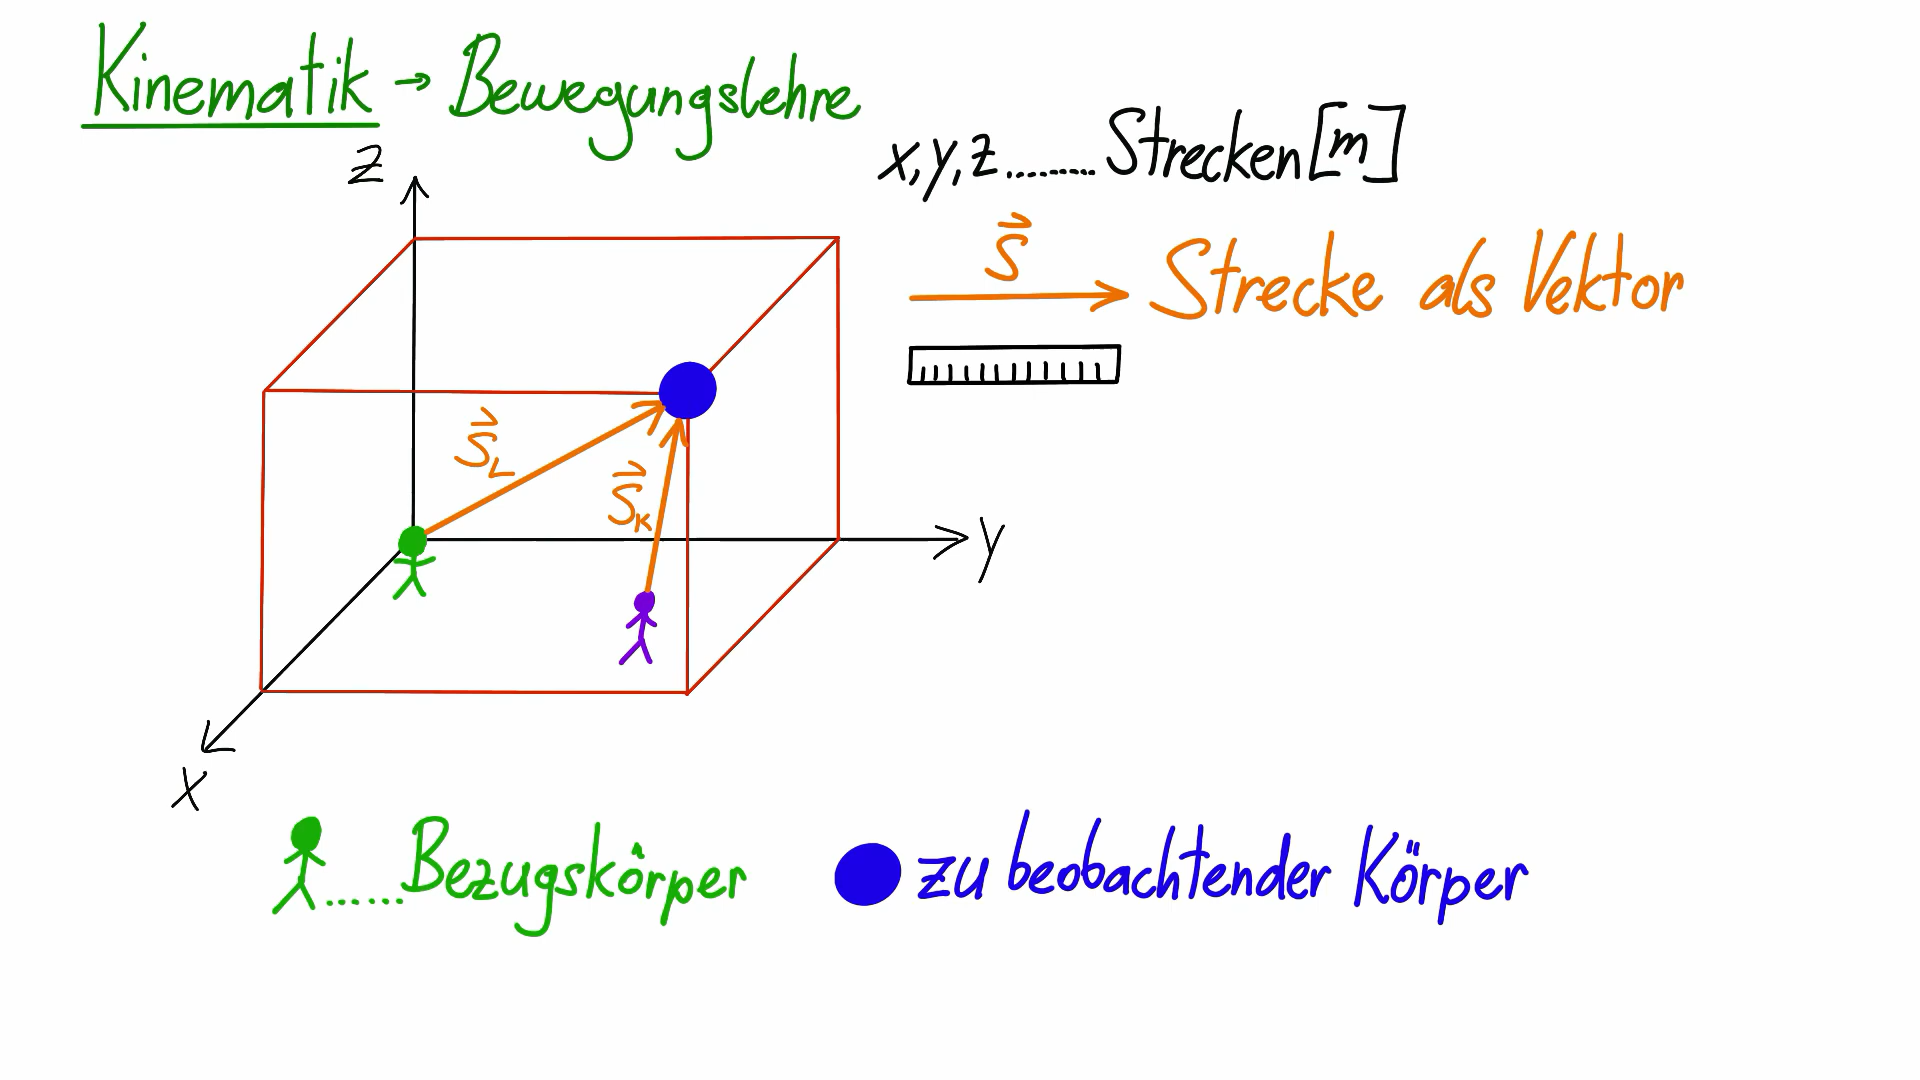 Kinematik → Bewegungslehre
x, y, z ......... Strecken [m]
z
s⃗
Strecke als Vektor
s⃗L
s⃗K
y
x
...... Bezugskörper
zu beobachtender Körper